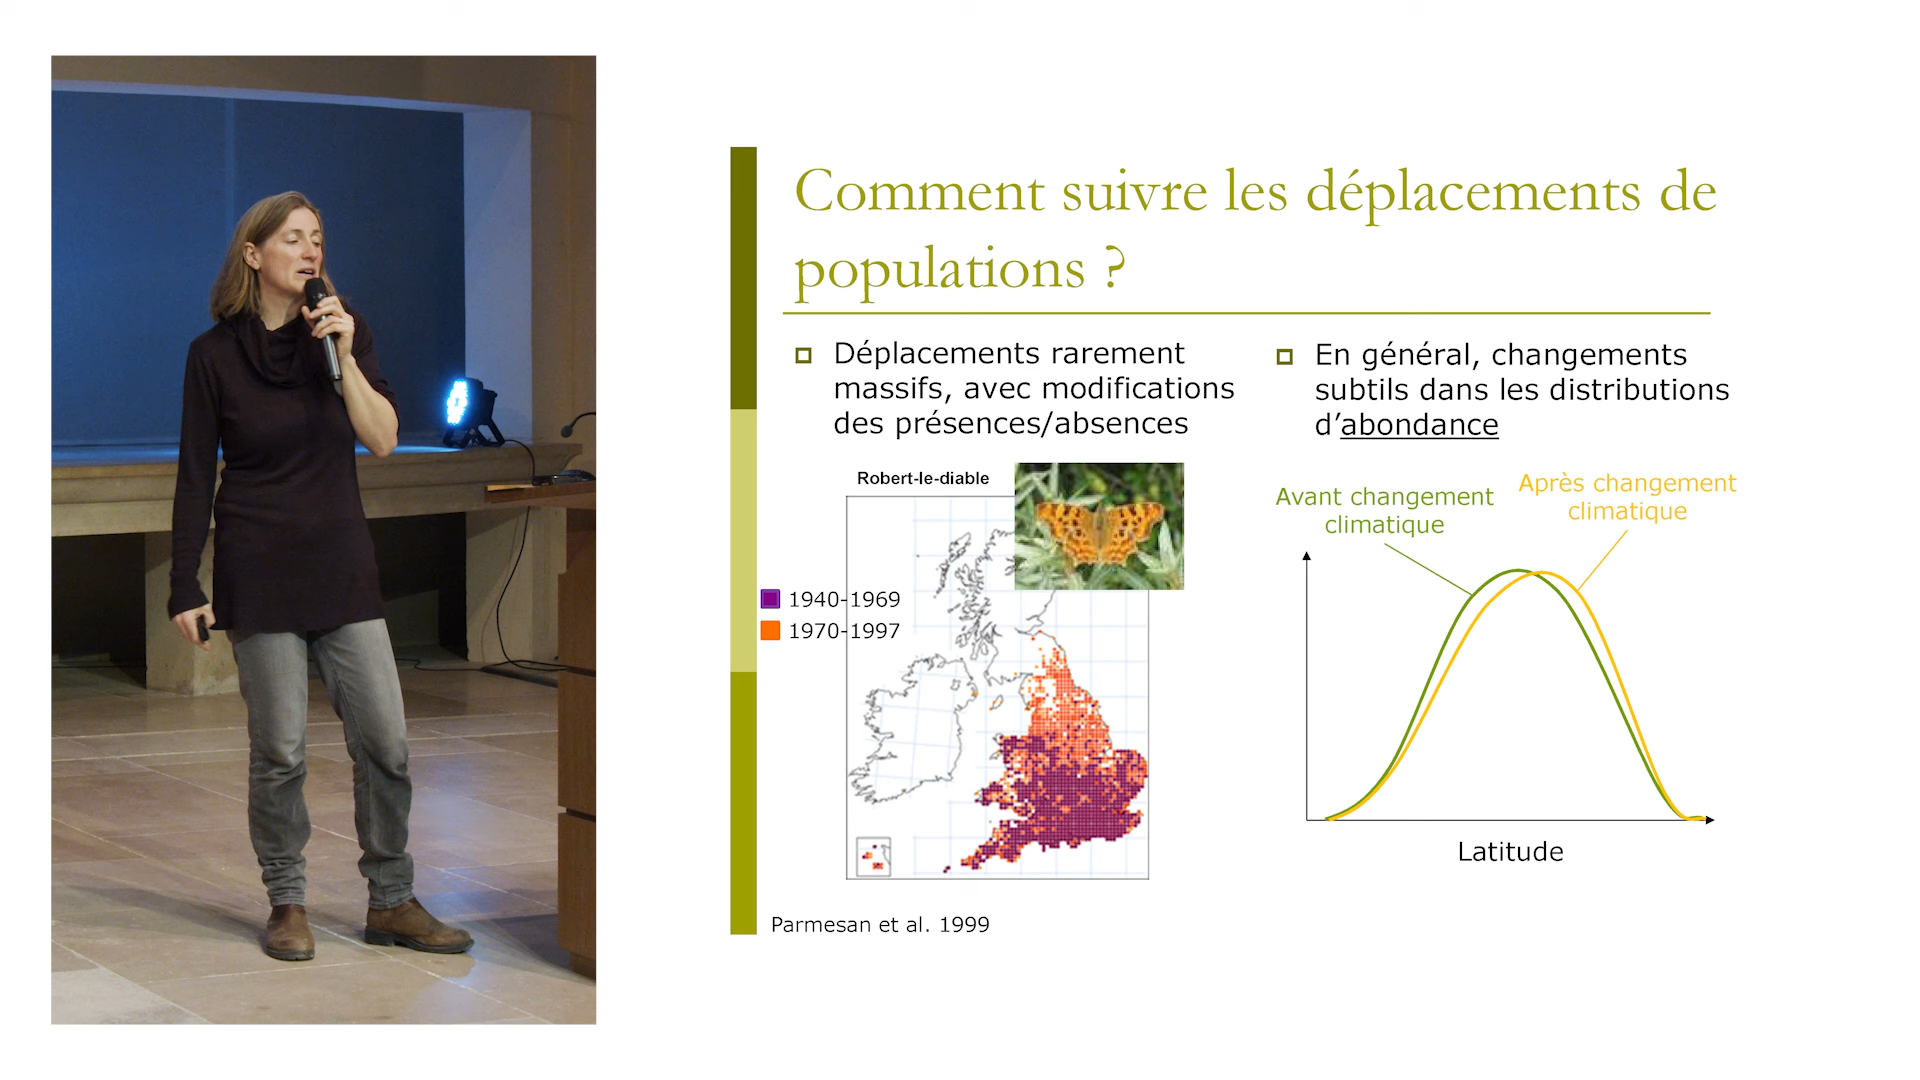 Comment suivre les déplacements de
populations ?
Déplacements rarement
massifs, avec modifications
des présences/absences
En général, changements
subtils dans les distributions
d’abondance
Robert-le-diable
1940-1969
1970-1997
Parmesan et al. 1999
Avant changement
climatique
Après changement
climatique
Latitude